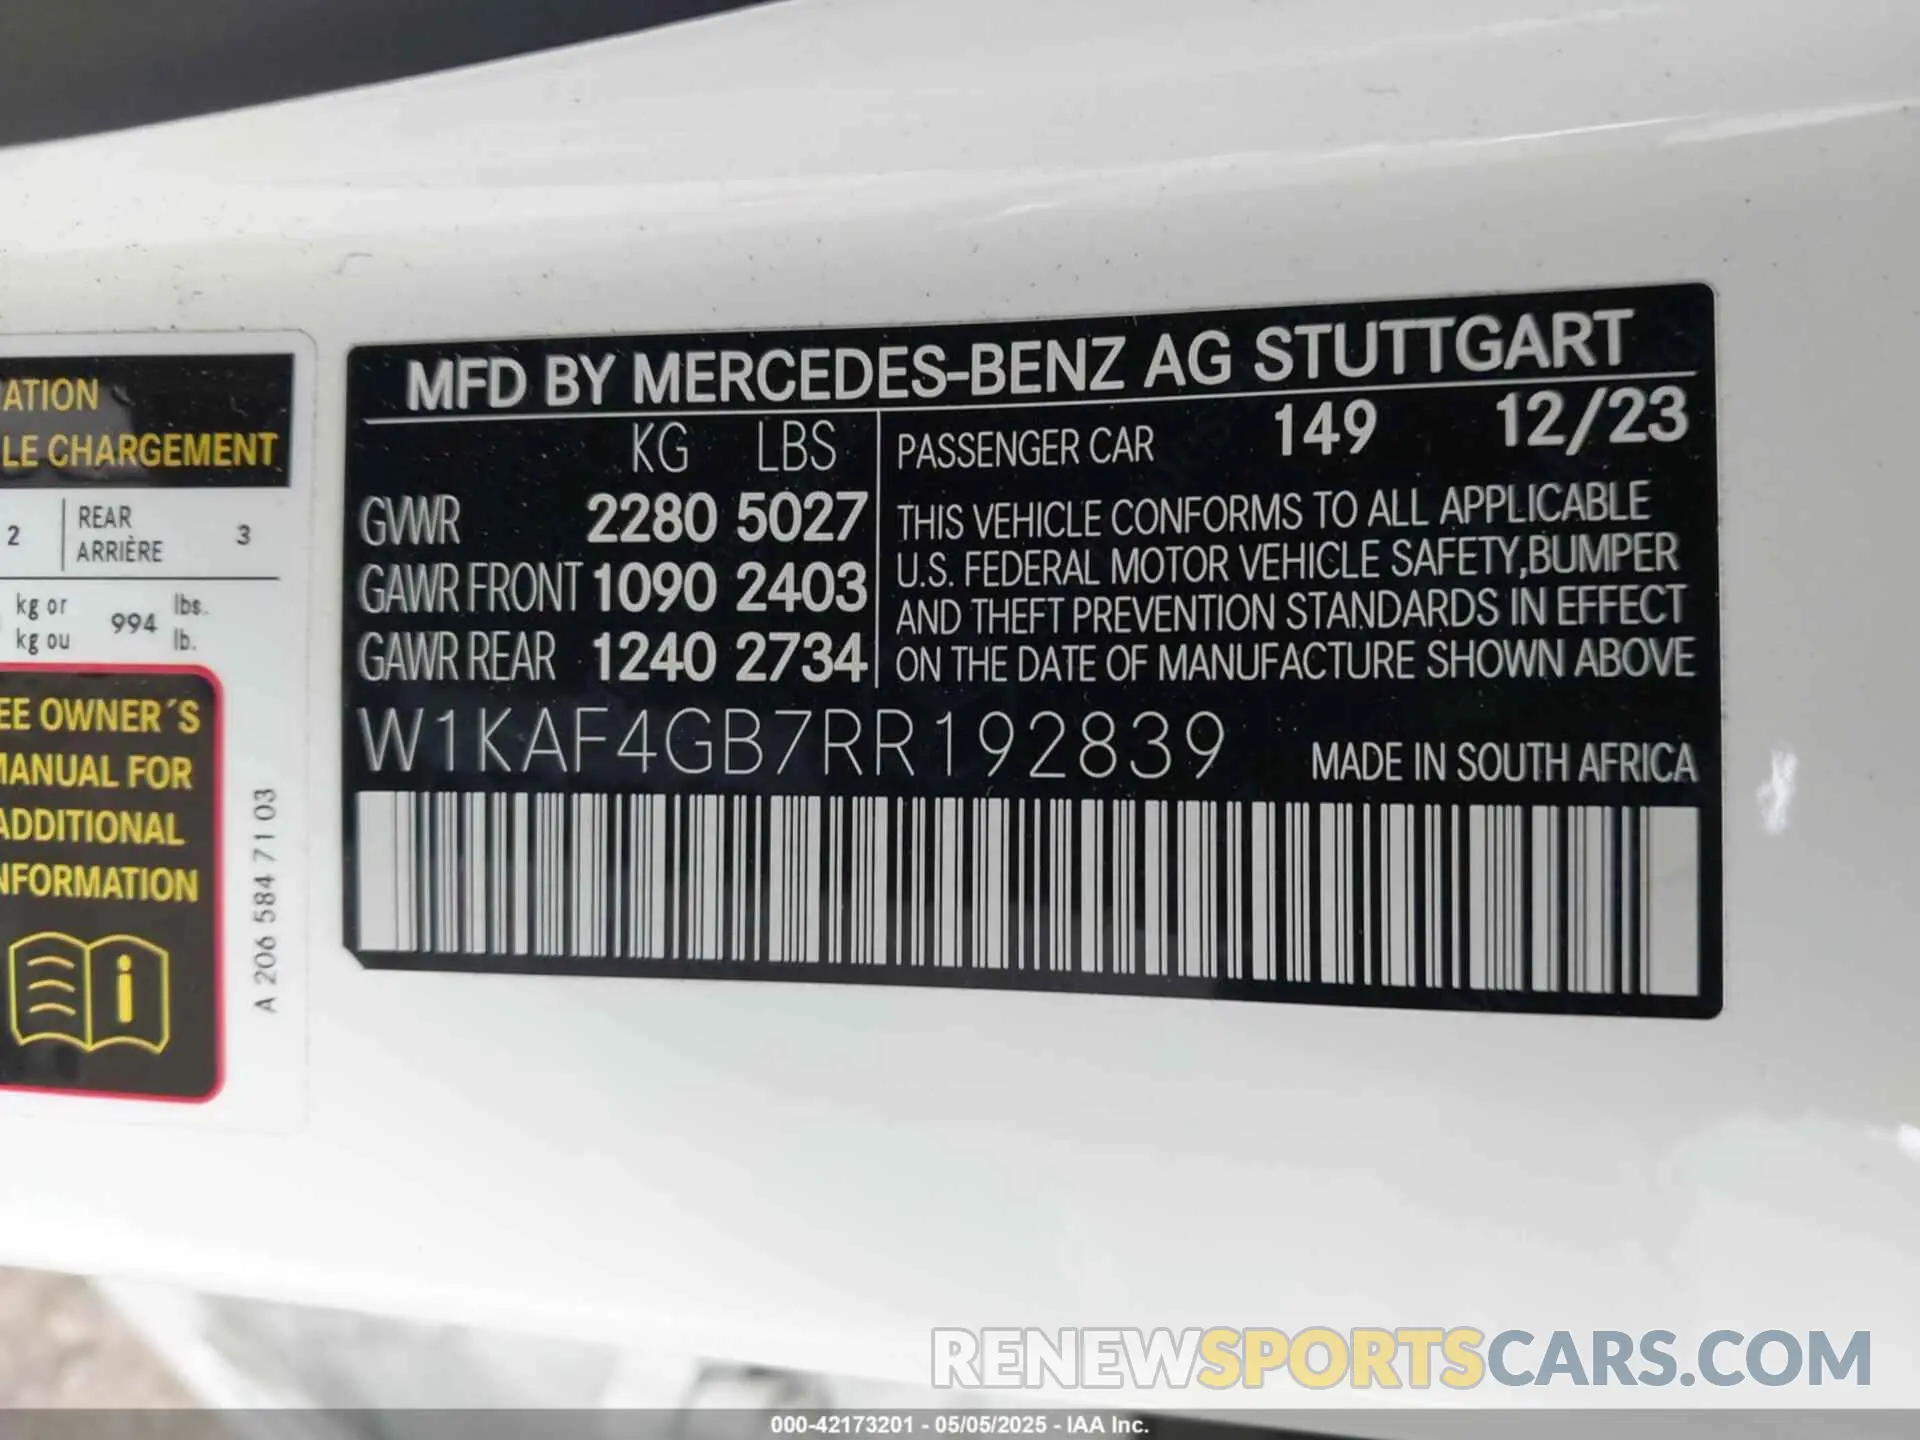 ATION
LE CHARGEMENT
2 REAR ARRIÈRE 3
kg or kg ou 994 lbs. lb.
EE OWNER´S
MANUAL FOR
ADDITIONAL
NFORMATION
A 206 584 71 03
MFD BY MERCEDES-BENZ AG STUTTGART
KG LBS
GVWR 2280 5027
GAWR FRONT 1090 2403
GAWR REAR 1240 2734
PASSENGER CAR 149 12/23
THIS VEHICLE CONFORMS TO ALL APPLICABLE
U.S. FEDERAL MOTOR VEHICLE SAFETY,BUMPER
AND THEFT PREVENTION STANDARDS IN EFFECT
ON THE DATE OF MANUFACTURE SHOWN ABOVE
W1KAF4GB7RR192839 MADE IN SOUTH AFRICA
RENEWSPORTSCARS.COM
000-42173201 - 05/05/2025 - IAA Inc.